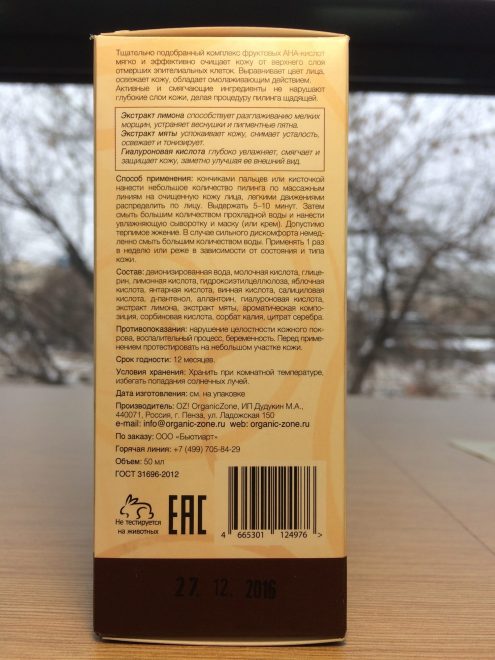 Тщательно подобранный комплекс фруктовых АНА-кислот
мягко и эффективно очищает кожу от верхнего слоя
отмерших эпителиальных клеток. Выравнивает цвет лица,
освежает кожу, обладает омолаживающим действием.
Активные и смягчающие ингредиенты не нарушают
глубокие слои кожи, делая процедуру пилинга щадящей.
Экстракт лимона способствует разглаживанию мелких
морщин, устраняет веснушки и пигментные пятна.
Экстракт мяты успокаивает кожу, снимает усталость,
освежает и тонизирует.
Гиалуроновая кислота глубоко увлажняет, смягчает и
защищает кожу, заметно улучшая ее внешний вид.
Способ применения: кончиками пальцев или кисточкой
нанести небольшое количество пилинга по массажным
линиям на очищенную кожу лица, легкими движениями
распределить по лицу. Выдержать 5-10 минут. Затем
смыть большим количеством прохладной воды и нанести
увлажняющую сыворотку и маску (или крем). Допустимо
терпимое жжение. В случае сильного дискомфорта немед-
ленно смыть большим количеством воды. Применять 1 раз
в неделю или реже в зависимости от состояния и типа
кожи.
Состав: деионизированная вода, молочная кислота, глице-
рин, лимонная кислота, гидроксиэтилцеллюлоза, яблочная
кислота, янтарная кислота, винная кислота, салициловая
кислота, д-пантенол, аллантоин, гиалуроновая кислота,
экстракт лимона, экстракт мяты, ароматическая компо-
зиция, сорбиновая кислота, сорбат калия, цитрат серебра.
Противопоказания: нарушение целостности кожного пок-
рова, воспалительный процесс, беременность. Перед приме-
нением протестировать на небольшом участке кожи.
Срок годности: 12 месяцев.
Условия хранения: Хранить при комнатной температуре,
избегать попадания солнечных лучей.
Дата изготовления: см. на упаковке
Производитель: OZ! OrganicZone, ИП Дудукин М.А.,
440071, Россия, г. Пенза, ул. Ладожская 150
e-mail: info@organic-zone.ru web: organic-zone.ru
По заказу: ООО «Бьютиарт»
Горячая линия: +7 (499) 705-84-29
Объем: 50 мл
ГОСТ 31696-2012
Не тестируется
на животных
EAC
4 665301 124976 >
27. 12. 2016